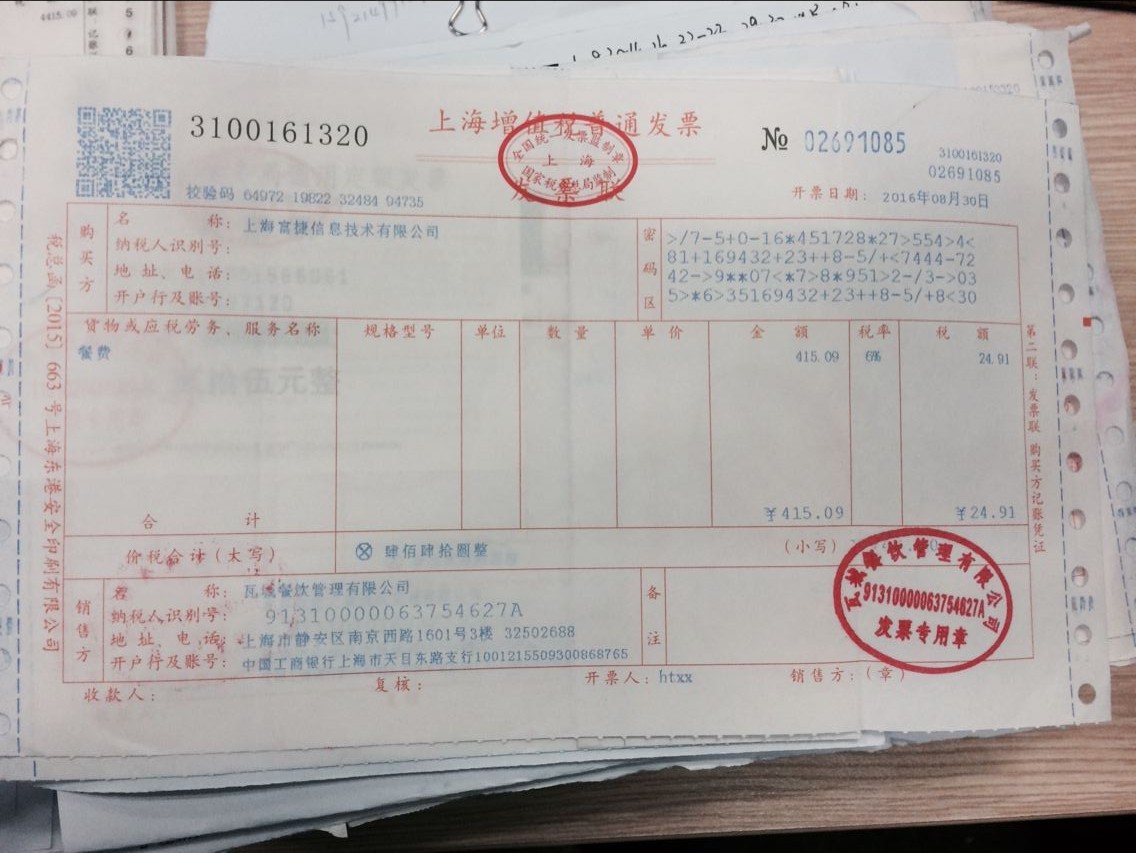 4415.09
3100161320
上海增值税普通发票
全国统一发票监制章
上海
国家税务局监制
发票联
№ 02691085
3100161320
02691085
校验码 64972 19822 32484 94735
开票日期: 2016年08月30日
购买方
名称: 上海富捷信息技术有限公司
纳税人识别号:
地址、电话:
开户行及账号:
密码区
>/7-5+0-16*451728*27>554>4<
81+169432+23++8-5/+<7444-72
42->9**07<*7>8*951>2-/3->03
5>*6>35169432+23++8-5/+8<30
货物或应税劳务、服务名称 规格型号 单位 数量 单价 金额 税率 税额
餐费 415.09 6% 24.91
合计 ¥415.09 ¥24.91
价税合计(大写) ⊗ 肆佰肆拾圆整 (小写)
销售方
名称: 瓦城餐饮管理有限公司
纳税人识别号: 91310000063754627A
地址、电话: 上海市静安区南京西路1601号3楼 32502688
开户行及账号: 中国工商银行上海市天目东路支行1001215509300868765
备注
瓦城餐饮管理有限公司
91310000063754627A
发票专用章
收款人: 复核: 开票人: htxx 销售方:(章)
税总函[2015]663号上海东港安全印刷有限公司
第二联:发票联 购买方记账凭证